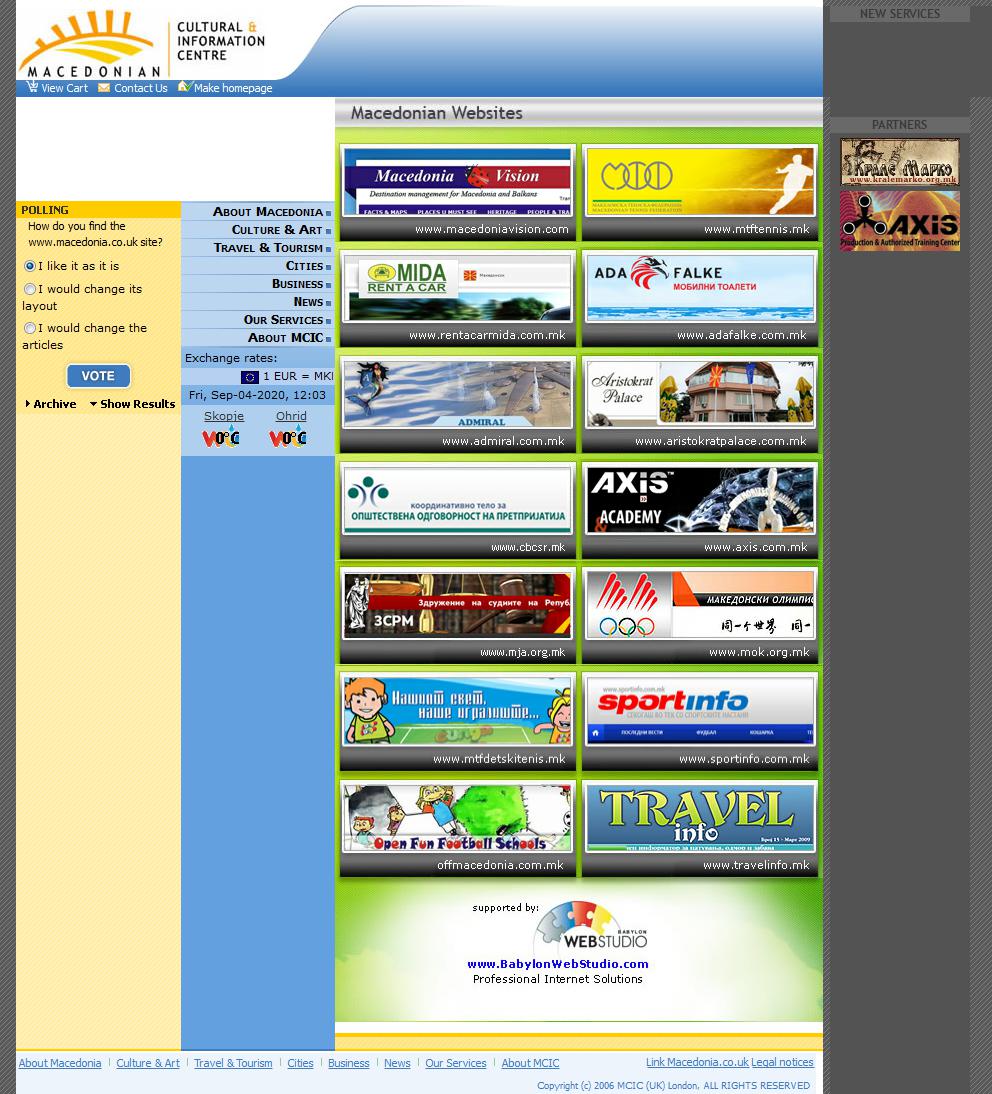 MACEDONIAN
CULTURAL &
INFORMATION
CENTRE
View Cart Contact Us Make homepage
NEW SERVICES
PARTNERS
КРАЛЕ МАРКО
www.kralemarko.org.mk
AXIS
Production & Authorized Training Center
POLLING
How do you find the
www.macedonia.co.uk site?
I like it as it is
I would change its
layout
I would change the
articles
VOTE
Archive Show Results
ABOUT MACEDONIA
CULTURE & ART
TRAVEL & TOURISM
CITIES
BUSINESS
NEWS
OUR SERVICES
ABOUT MCIC
Exchange rates:
1 EUR = MK
Fri, Sep-04-2020, 12:03
Skopje Ohrid
Macedonian Websites
Macedonia Vision
Destination management for Macedonia and Balkans
FACTS & MAPS PLACES U MUST SEE HERITAGE PEOPLE & TRA
www.macedoniavision.com
МАКЕДОНСКА ТЕНИСКА ФЕДЕРАЦИЈА
MACEDONIAN TENNIS FEDERATION
www.mtftennis.mk
MIDA
RENT A CAR
Македонски
www.rentacarmida.com.mk
ADA FALKE
МОБИЛНИ ТОАЛЕТИ
www.adafalke.com.mk
ADMIRAL
www.admiral.com.mk
Aristokrat
Palace
www.aristokratpalace.com.mk
координативно тело за
ОПШТЕСТВЕНА ОДГОВОРНОСТ НА ПРЕТПРИЈАТИЈА
www.cbcsr.mk
AXIS
ACADEMY
www.axis.com.mk
Здружение на судиите на Репуб
ЗСРМ
www.mja.org.mk
МАКЕДОНСКИ ОЛИМПИС
同一个世界 同一
www.mok.org.mk
Нашиот свет,
наше игралиште...
www.mtfdetskitenis.mk
www.sportinfo.com.mk
sportinfo
СЕКОГАШ ВО ТЕК СО СПОРТСКИТЕ НАСТАНИ
ПОСЛЕДНИ ВЕСТИ ФУДБАЛ КОШАРКА
www.sportinfo.com.mk
Open Fun Football Schools
offmacedonia.com.mk
TRAVEL
info
Број 15 - Март 2009
www.travelinfo.mk
supported by:
BABYLON
WEBSTUDIO
www.BabylonWebStudio.com
Professional Internet Solutions
About Macedonia Culture & Art Travel & Tourism Cities Business News Our Services About MCIC Link Macedonia.co.uk Legal notices
Copyright (c) 2006 MCIC (UK) London, ALL RIGHTS RESERVED